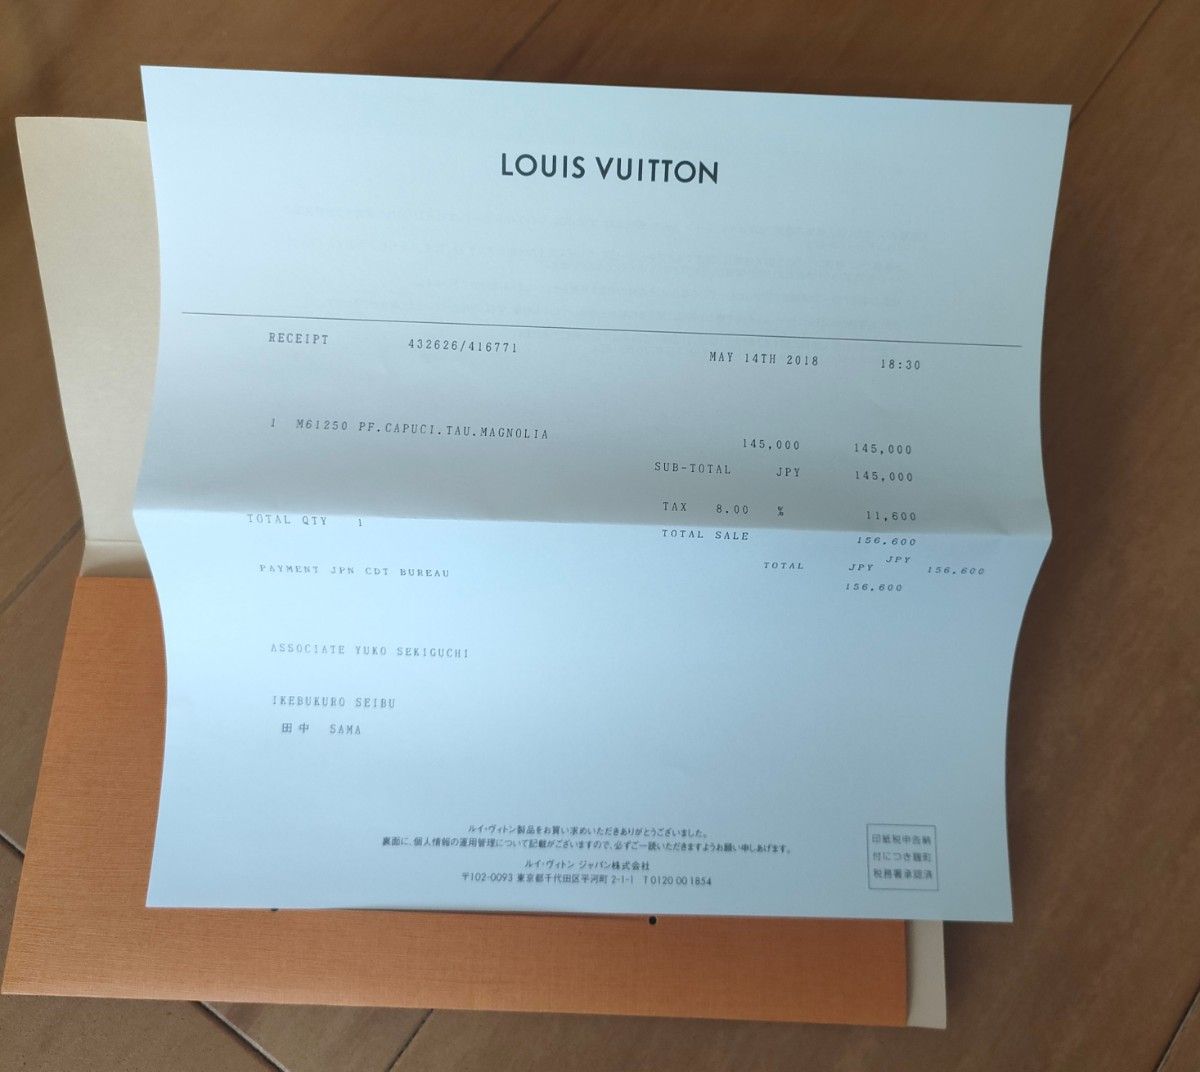 LOUIS VUITTON
RECEIPT 432626/416771 MAY 14TH 2018 18:30
1 M61250 PF.CAPUCI.TAU.MAGNOLIA 145,000 145,000
SUB-TOTAL JPY 145,000
TAX 8.00 % 11,600
TOTAL QTY 1 TOTAL SALE 156.600
JPY
TOTAL JPY 156.600
PAYMENT JPN CDT BUREAU 156,600
ASSOCIATE YUKO SEKIGUCHI
IKEBUKURO SEIBU
田中 SAMA
ルイ・ヴィトン製品をお買い求めいただきありがとうございました。
裏面に、個人情報の運用管理について記載がございますので、必ずご一読いただきますようお願い申しあげます。
ルイ・ヴィトン ジャパン株式会社
〒102-0093 東京都千代田区平河町 2-1-1 T 0120 00 1854
印紙税申告納
付につき麹町
税務署承認済